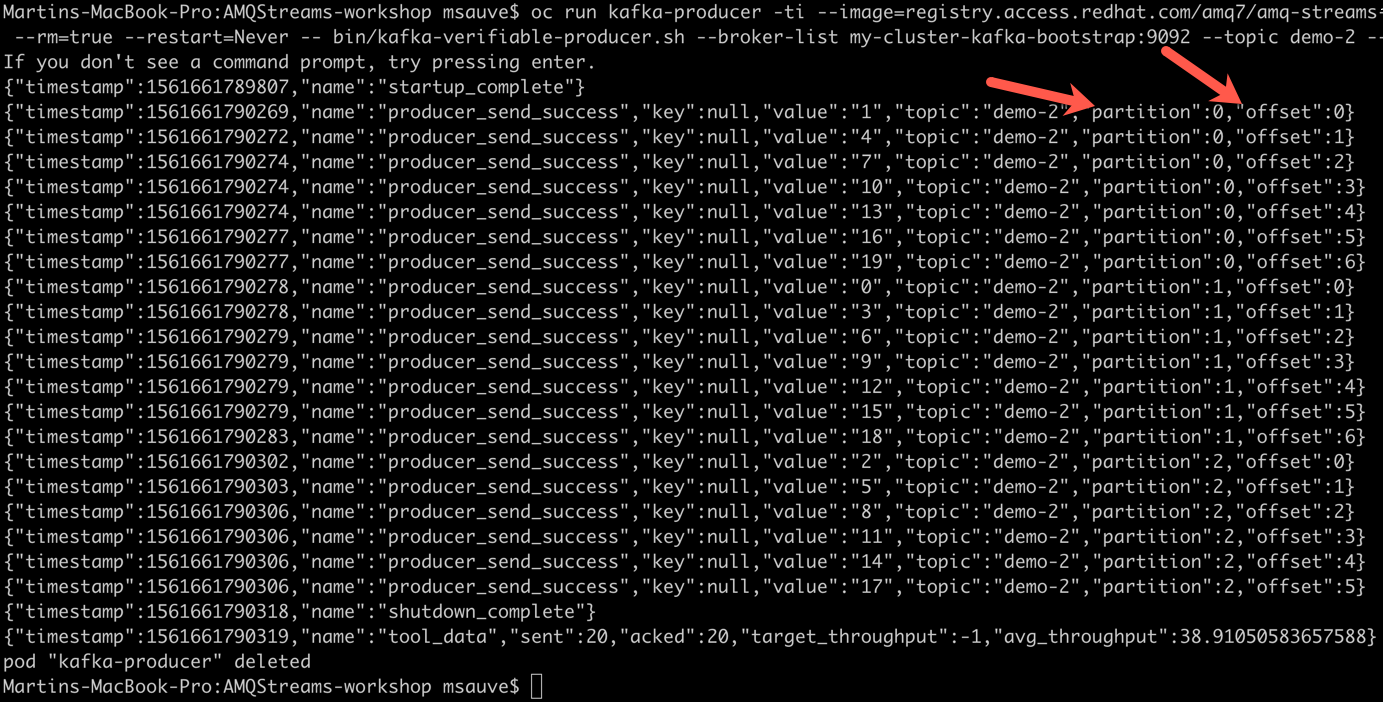 Martins-MacBook-Pro:AMQStreams-workshop msauve$ oc run kafka-producer -ti --image=registry.access.redhat.com/amq7/amq-streams
--rm=true --restart=Never -- bin/kafka-verifiable-producer.sh --broker-list my-cluster-kafka-bootstrap:9092 --topic demo-2 --
If you don't see a command prompt, try pressing enter.
{"timestamp":1561661789807,"name":"startup_complete"}
{"timestamp":1561661790269,"name":"producer_send_success","key":null,"value":"1","topic":"demo-2","partition":0,"offset":0}
{"timestamp":1561661790272,"name":"producer_send_success","key":null,"value":"4","topic":"demo-2","partition":0,"offset":1}
{"timestamp":1561661790274,"name":"producer_send_success","key":null,"value":"7","topic":"demo-2","partition":0,"offset":2}
{"timestamp":1561661790274,"name":"producer_send_success","key":null,"value":"10","topic":"demo-2","partition":0,"offset":3}
{"timestamp":1561661790274,"name":"producer_send_success","key":null,"value":"13","topic":"demo-2","partition":0,"offset":4}
{"timestamp":1561661790277,"name":"producer_send_success","key":null,"value":"16","topic":"demo-2","partition":0,"offset":5}
{"timestamp":1561661790277,"name":"producer_send_success","key":null,"value":"19","topic":"demo-2","partition":0,"offset":6}
{"timestamp":1561661790278,"name":"producer_send_success","key":null,"value":"0","topic":"demo-2","partition":1,"offset":0}
{"timestamp":1561661790278,"name":"producer_send_success","key":null,"value":"3","topic":"demo-2","partition":1,"offset":1}
{"timestamp":1561661790279,"name":"producer_send_success","key":null,"value":"6","topic":"demo-2","partition":1,"offset":2}
{"timestamp":1561661790279,"name":"producer_send_success","key":null,"value":"9","topic":"demo-2","partition":1,"offset":3}
{"timestamp":1561661790279,"name":"producer_send_success","key":null,"value":"12","topic":"demo-2","partition":1,"offset":4}
{"timestamp":1561661790279,"name":"producer_send_success","key":null,"value":"15","topic":"demo-2","partition":1,"offset":5}
{"timestamp":1561661790283,"name":"producer_send_success","key":null,"value":"18","topic":"demo-2","partition":1,"offset":6}
{"timestamp":1561661790302,"name":"producer_send_success","key":null,"value":"2","topic":"demo-2","partition":2,"offset":0}
{"timestamp":1561661790303,"name":"producer_send_success","key":null,"value":"5","topic":"demo-2","partition":2,"offset":1}
{"timestamp":1561661790306,"name":"producer_send_success","key":null,"value":"8","topic":"demo-2","partition":2,"offset":2}
{"timestamp":1561661790306,"name":"producer_send_success","key":null,"value":"11","topic":"demo-2","partition":2,"offset":3}
{"timestamp":1561661790306,"name":"producer_send_success","key":null,"value":"14","topic":"demo-2","partition":2,"offset":4}
{"timestamp":1561661790306,"name":"producer_send_success","key":null,"value":"17","topic":"demo-2","partition":2,"offset":5}
{"timestamp":1561661790318,"name":"shutdown_complete"}
{"timestamp":1561661790319,"name":"tool_data","sent":20,"acked":20,"target_throughput":-1,"avg_throughput":38.91050583657588}
pod "kafka-producer" deleted
Martins-MacBook-Pro:AMQStreams-workshop msauve$